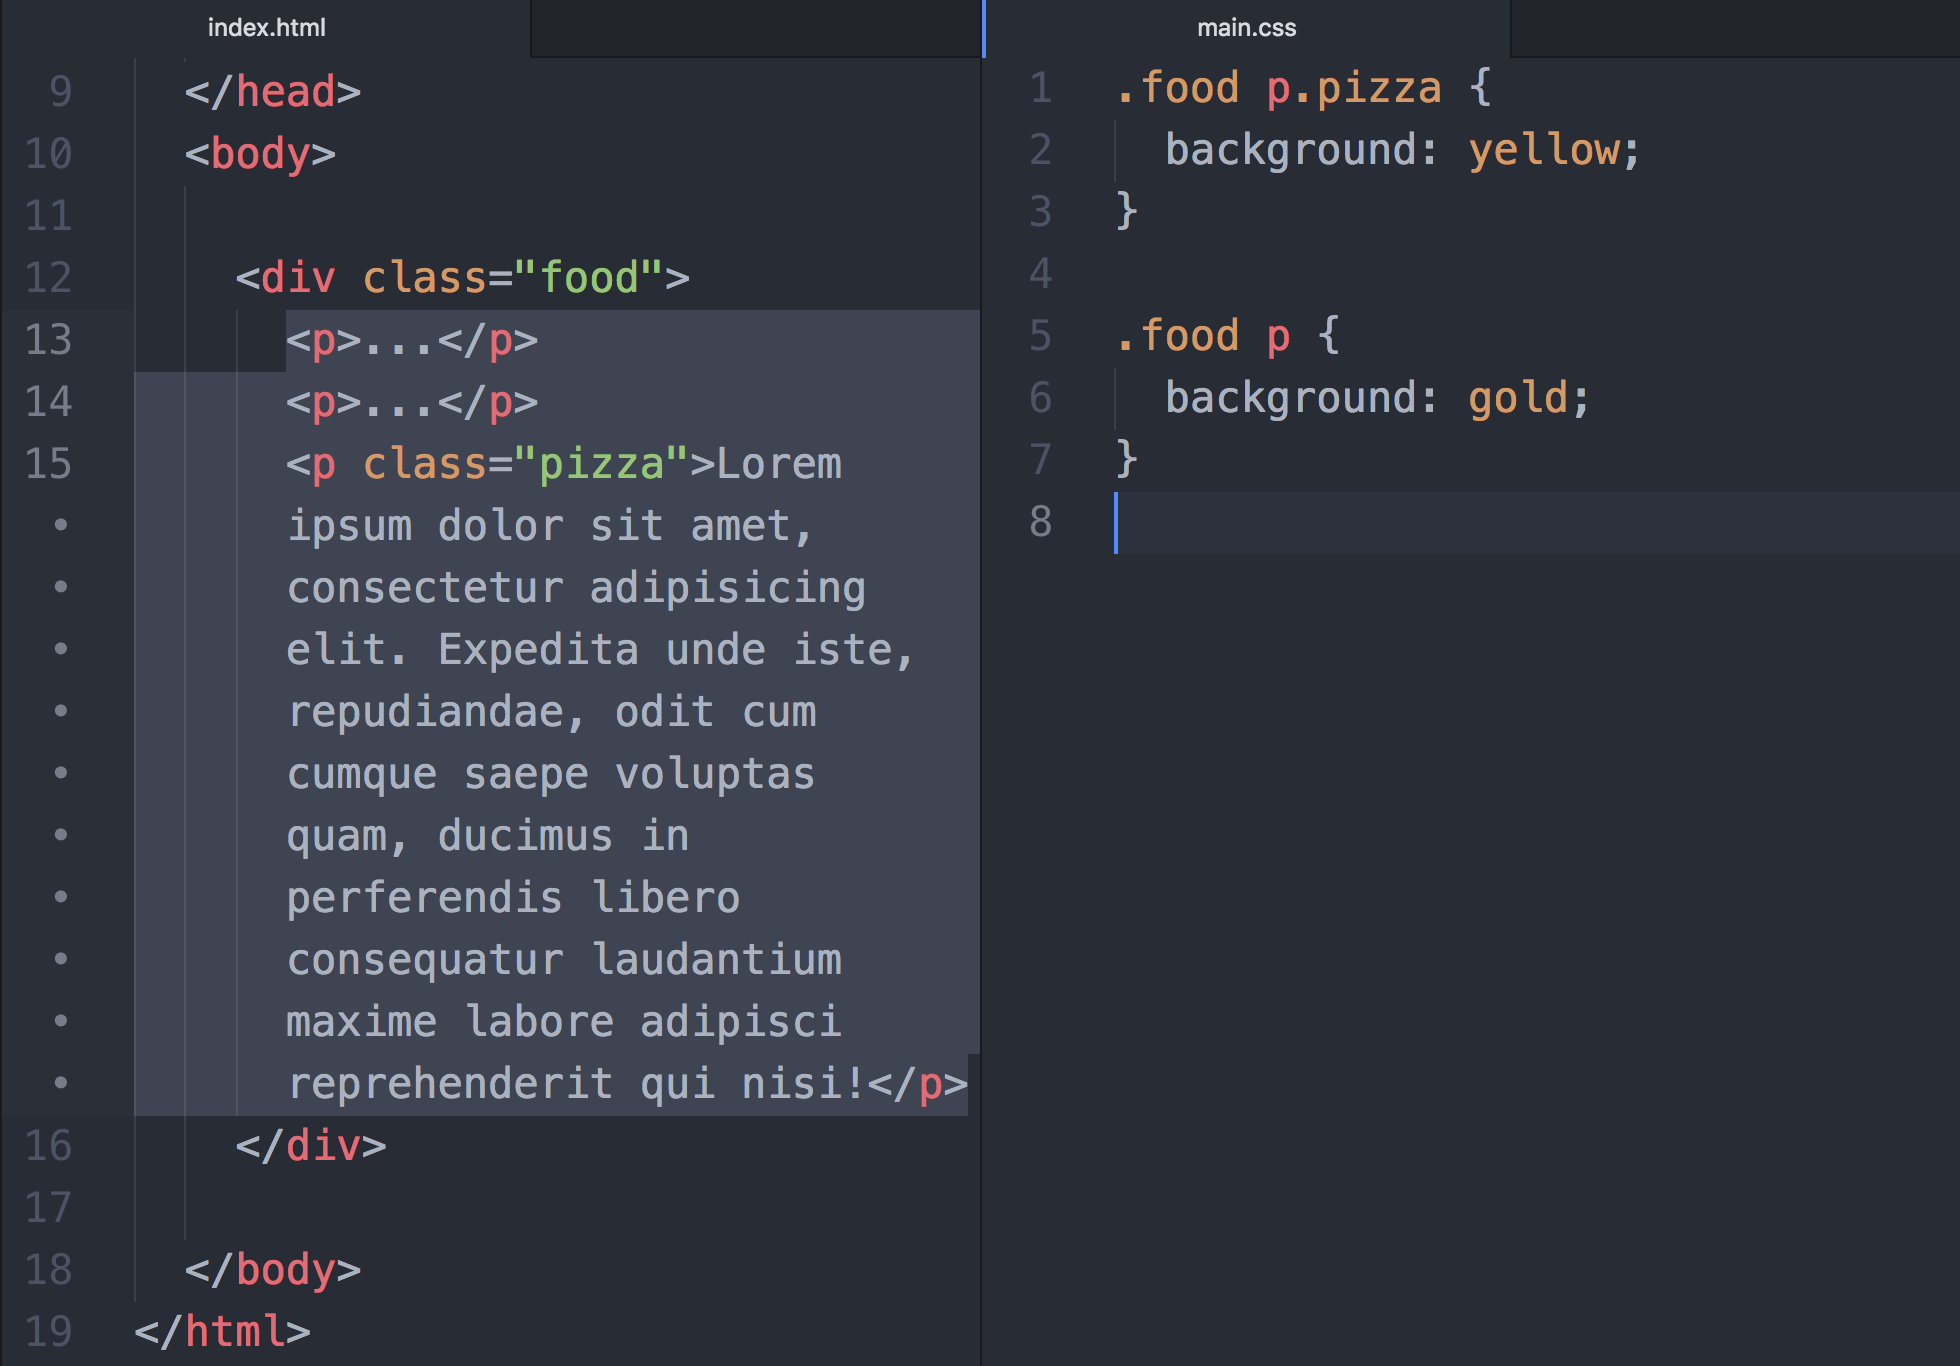 index.html
9 </head>
10 <body>
11
12 <div class="food">
13 <p>...</p>
14 <p>...</p>
15 <p class="pizza">Lorem
• ipsum dolor sit amet,
• consectetur adipisicing
• elit. Expedita unde iste,
• repudiandae, odit cum
• cumque saepe voluptas
• quam, ducimus in
• perferendis libero
• consequatur laudantium
• maxime labore adipisci
• reprehenderit qui nisi!</p>
16 </div>
17
18 </body>
19 </html>
main.css
1 .food p.pizza {
2 background: yellow;
3 }
4
5 .food p {
6 background: gold;
7 }
8